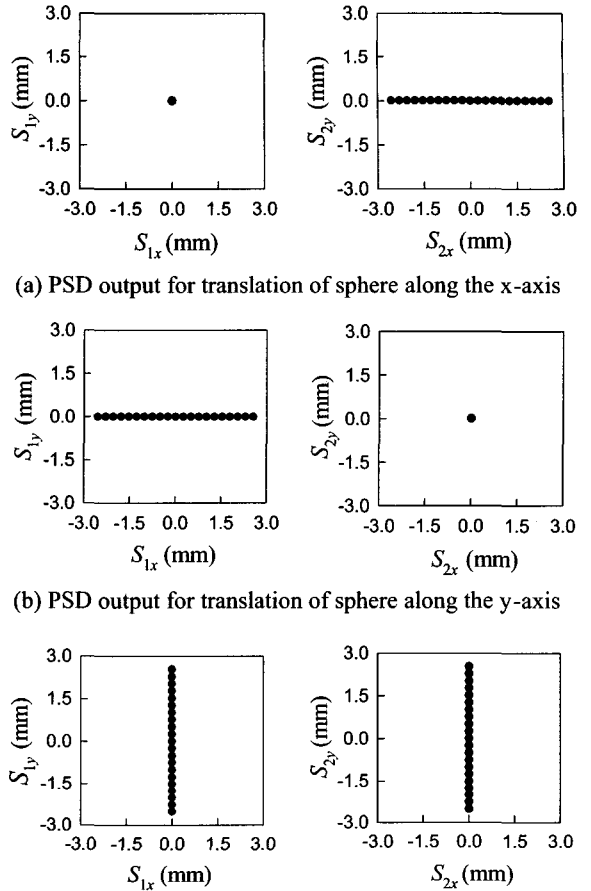 3.0 3.0
1.5 1.5
S1y (mm) 0.0 S2y (mm) 0.0
-1.5 -1.5
-3.0 -3.0
-3.0 -1.5 0.0 1.5 3.0 -3.0 -1.5 0.0 1.5 3.0
S1x (mm) S2x (mm)
(a) PSD output for translation of sphere along the x-axis
3.0 3.0
1.5 1.5
S1y (mm) 0.0 S2y (mm) 0.0
-1.5 -1.5
-3.0 -3.0
-3.0 -1.5 0.0 1.5 3.0 -3.0 -1.5 0.0 1.5 3.0
S1x (mm) S2x (mm)
(b) PSD output for translation of sphere along the y-axis
3.0 3.0
1.5 1.5
S1y (mm) 0.0 S2y (mm) 0.0
-1.5 -1.5
-3.0 -3.0
-3.0 -1.5 0.0 1.5 3.0 -3.0 -1.5 0.0 1.5 3.0
S1x (mm) S2x (mm)